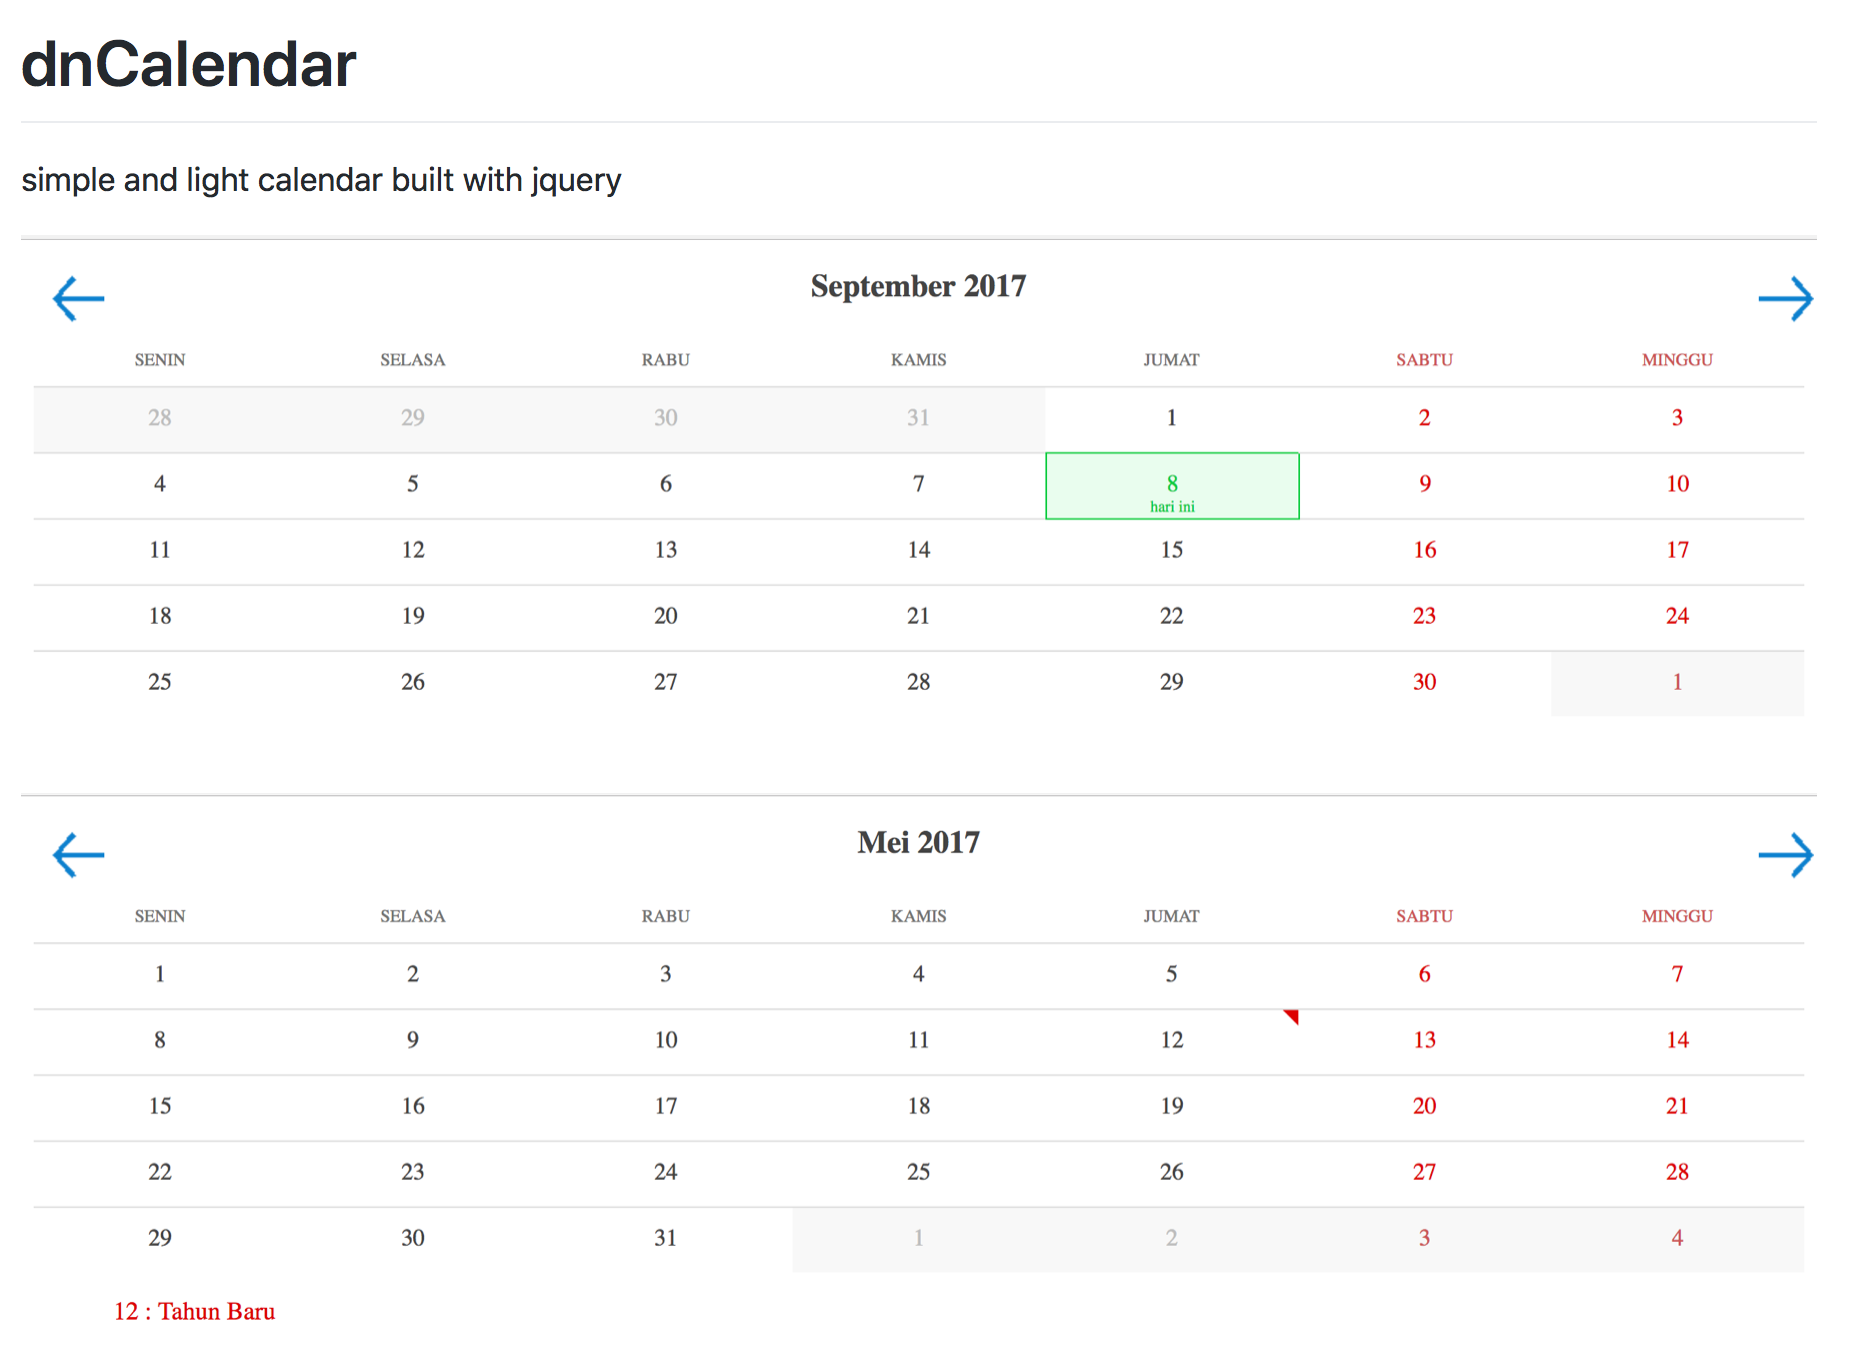 dnCalendar
simple and light calendar built with jquery
September 2017
SENIN SELASA RABU KAMIS JUMAT SABTU MINGGU
28 29 30 31 1 2 3
4 5 6 7 8 9 10
hari ini
11 12 13 14 15 16 17
18 19 20 21 22 23 24
25 26 27 28 29 30 1
Mei 2017
SENIN SELASA RABU KAMIS JUMAT SABTU MINGGU
1 2 3 4 5 6 7
8 9 10 11 12 13 14
15 16 17 18 19 20 21
22 23 24 25 26 27 28
29 30 31 1 2 3 4
12 : Tahun Baru